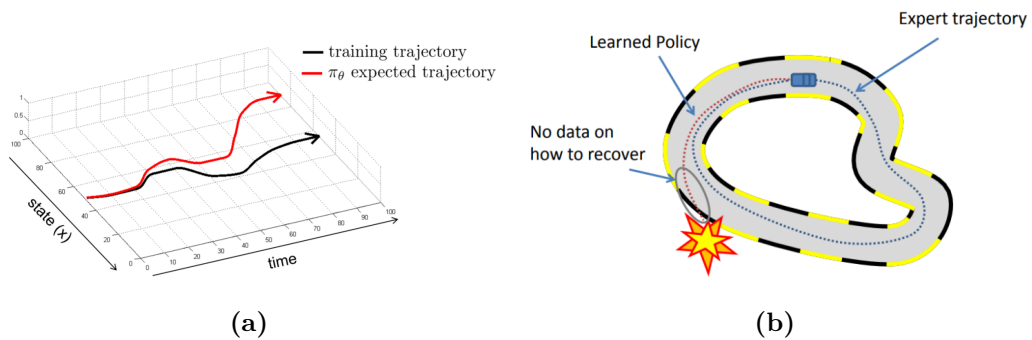 training trajectory
πθ expected trajectory
1
0.5
0
100
80
60
40
20
0
0
10
20
30
40
50
60
70
80
90
100
state (x)
time
(a)
Expert trajectory
Learned Policy
No data on
how to recover
(b)